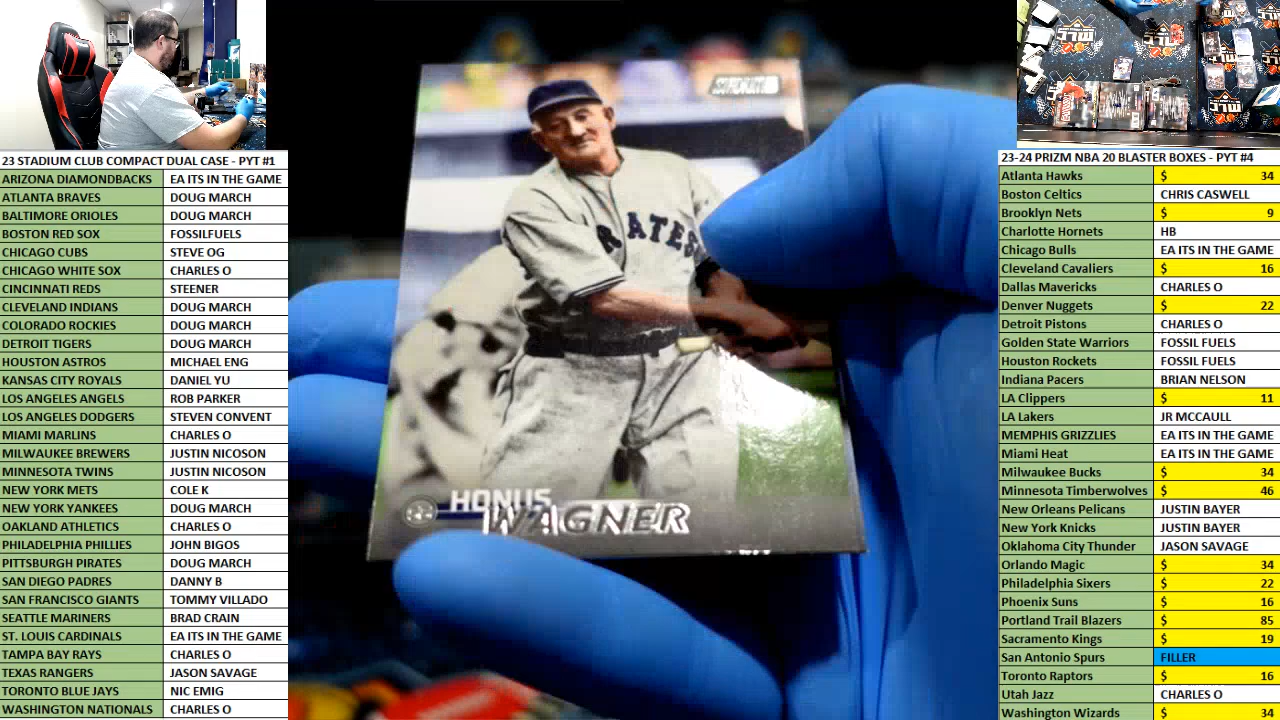 23 STADIUM CLUB COMPACT DUAL CASE - PYT #1
ARIZONA DIAMONDBACKS EA ITS IN THE GAME
ATLANTA BRAVES DOUG MARCH
BALTIMORE ORIOLES DOUG MARCH
BOSTON RED SOX FOSSILFUELS
CHICAGO CUBS STEVE OG
CHICAGO WHITE SOX CHARLES O
CINCINNATI REDS STEENER
CLEVELAND INDIANS DOUG MARCH
COLORADO ROCKIES DOUG MARCH
DETROIT TIGERS DOUG MARCH
HOUSTON ASTROS MICHAEL ENG
KANSAS CITY ROYALS DANIEL YU
LOS ANGELES ANGELS ROB PARKER
LOS ANGELES DODGERS STEVEN CONVENT
MIAMI MARLINS CHARLES O
MILWAUKEE BREWERS JUSTIN NICOSON
MINNESOTA TWINS JUSTIN NICOSON
NEW YORK METS COLE K
NEW YORK YANKEES DOUG MARCH
OAKLAND ATHLETICS CHARLES O
PHILADELPHIA PHILLIES JOHN BIGOS
PITTSBURGH PIRATES DOUG MARCH
SAN DIEGO PADRES DANNY B
SAN FRANCISCO GIANTS TOMMY VILLADO
SEATTLE MARINERS BRAD CRAIN
ST. LOUIS CARDINALS EA ITS IN THE GAME
TAMPA BAY RAYS CHARLES O
TEXAS RANGERS JASON SAVAGE
TORONTO BLUE JAYS NIC EMIG
WASHINGTON NATIONALS CHARLES O
RATES
HONUS
WAGNER
23-24 PRIZM NBA 20 BLASTER BOXES - PYT #4
Atlanta Hawks $ 34
Boston Celtics CHRIS CASWELL
Brooklyn Nets $ 9
Charlotte Hornets HB
Chicago Bulls EA ITS IN THE GAME
Cleveland Cavaliers $ 16
Dallas Mavericks CHARLES O
Denver Nuggets $ 22
Detroit Pistons CHARLES O
Golden State Warriors FOSSIL FUELS
Houston Rockets FOSSIL FUELS
Indiana Pacers BRIAN NELSON
LA Clippers $ 11
LA Lakers JR MCCAULL
MEMPHIS GRIZZLIES EA ITS IN THE GAME
Miami Heat EA ITS IN THE GAME
Milwaukee Bucks $ 34
Minnesota Timberwolves $ 46
New Orleans Pelicans JUSTIN BAYER
New York Knicks JUSTIN BAYER
Oklahoma City Thunder JASON SAVAGE
Orlando Magic $ 34
Philadelphia Sixers $ 22
Phoenix Suns $ 16
Portland Trail Blazers $ 85
Sacramento Kings $ 19
San Antonio Spurs FILLER
Toronto Raptors $ 16
Utah Jazz CHARLES O
Washington Wizards $ 34